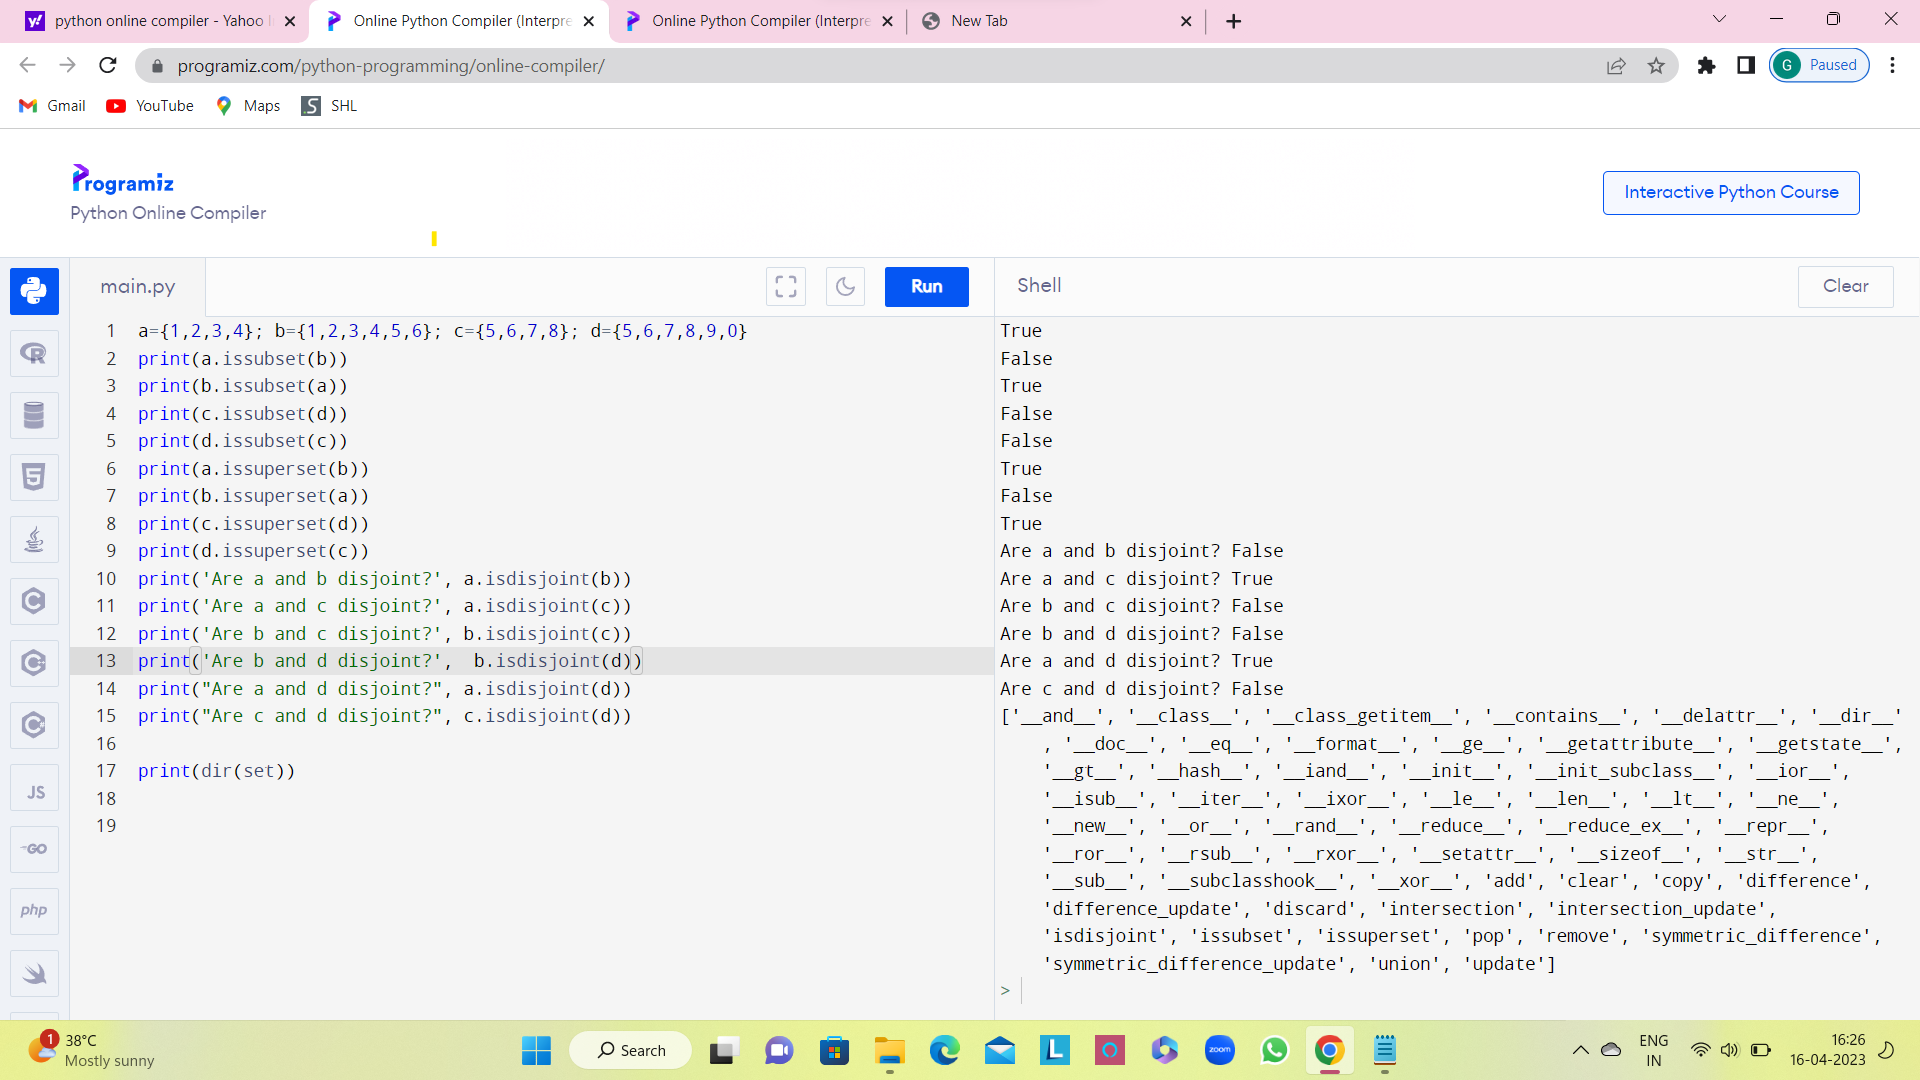 python online compiler - Yahoo
Online Python Compiler (Interpre
Online Python Compiler (Interpre
New Tab
programiz.com/python-programming/online-compiler/
G Paused
Gmail
YouTube
Maps
SHL
Programiz
Python Online Compiler
Interactive Python Course
main.py
Run
Shell
Clear
1 a={1,2,3,4}; b={1,2,3,4,5,6}; c={5,6,7,8}; d={5,6,7,8,9,0}
2 print(a.issubset(b))
3 print(b.issubset(a))
4 print(c.issubset(d))
5 print(d.issubset(c))
6 print(a.issuperset(b))
7 print(b.issuperset(a))
8 print(c.issuperset(d))
9 print(d.issuperset(c))
10 print('Are a and b disjoint?', a.isdisjoint(b))
11 print('Are a and c disjoint?', a.isdisjoint(c))
12 print('Are b and c disjoint?', b.isdisjoint(c))
13 print('Are b and d disjoint?',  b.isdisjoint(d))
14 print("Are a and d disjoint?", a.isdisjoint(d))
15 print("Are c and d disjoint?", c.isdisjoint(d))
16
17 print(dir(set))
18
19
True
False
True
False
False
True
False
True
Are a and b disjoint? False
Are a and c disjoint? True
Are b and c disjoint? False
Are b and d disjoint? False
Are a and d disjoint? True
Are c and d disjoint? False
['__and__', '__class__', '__class_getitem__', '__contains__', '__delattr__', '__dir__'
, '__doc__', '__eq__', '__format__', '__ge__', '__getattribute__', '__getstate__',
'__gt__', '__hash__', '__iand__', '__init__', '__init_subclass__', '__ior__',
'__isub__', '__iter__', '__ixor__', '__le__', '__len__', '__lt__', '__ne__',
'__new__', '__or__', '__rand__', '__reduce__', '__reduce_ex__', '__repr__',
'__ror__', '__rsub__', '__rxor__', '__setattr__', '__sizeof__', '__str__',
'__sub__', '__subclasshook__', '__xor__', 'add', 'clear', 'copy', 'difference',
'difference_update', 'discard', 'intersection', 'intersection_update',
'isdisjoint', 'issubset', 'issuperset', 'pop', 'remove', 'symmetric_difference',
'symmetric_difference_update', 'union', 'update']
>
R
5
C
C
C
JS
GO
php
1
38°C
Mostly sunny
Search
L
zoom
ENG
IN
16:26
16-04-2023